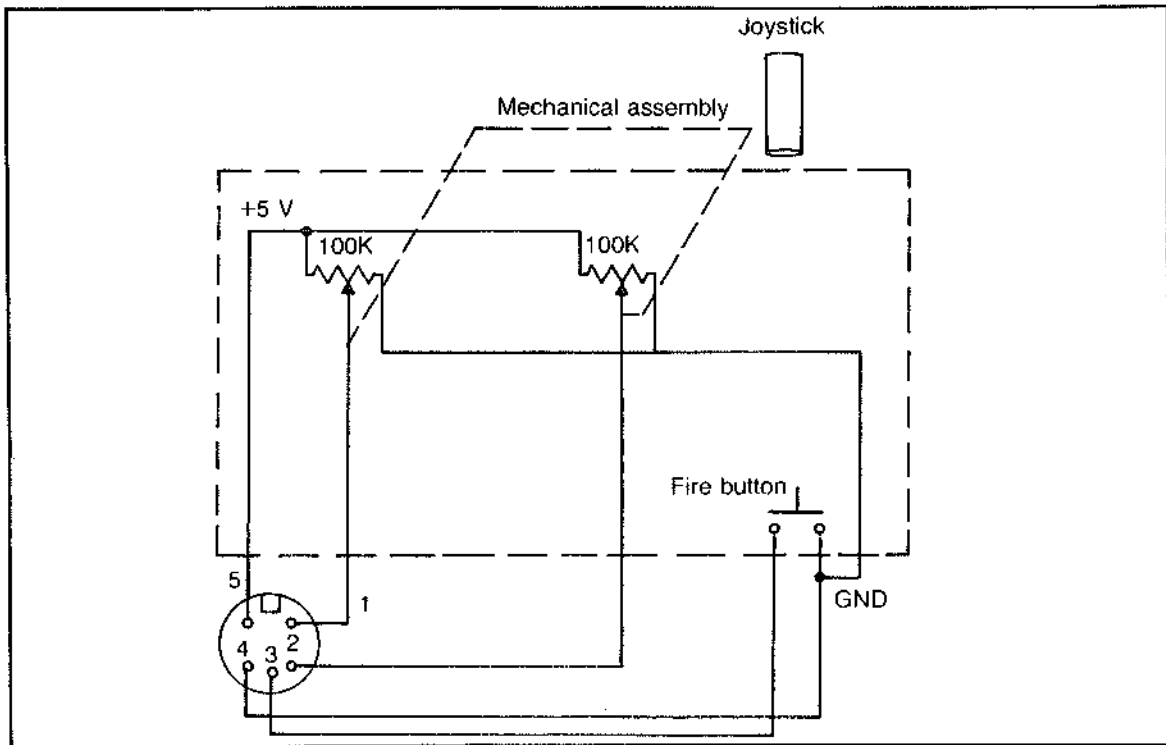 Joystick
Mechanical assembly
+5 V
100K
100K
Fire button
5
1
GND
4
3
2